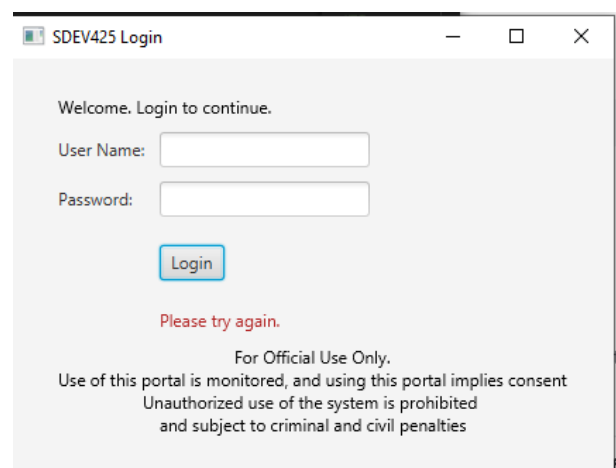 SDEV425 Login
Welcome. Login to continue.
User Name:
Password:
Login
Please try again.
For Official Use Only.
Use of this portal is monitored, and using this portal implies consent
Unauthorized use of the system is prohibited
and subject to criminal and civil penalties